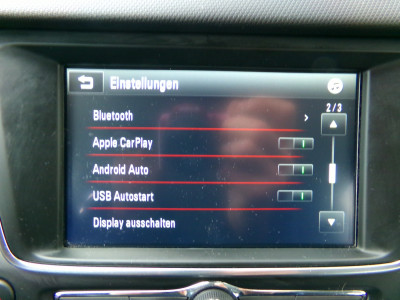 Einstellungen
2/3
Bluetooth
Apple CarPlay
Android Auto
USB Autostart
Display ausschalten